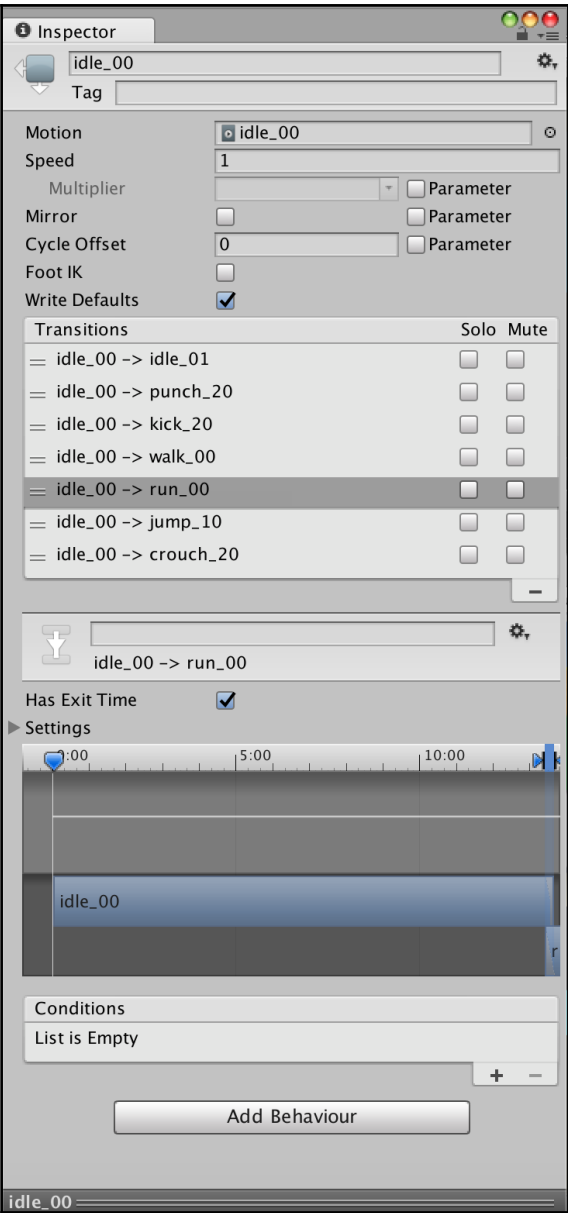 Inspector
idle_00
Tag
Motion idle_00
Speed 1
Multiplier Parameter
Mirror Parameter
Cycle Offset 0 Parameter
Foot IK
Write Defaults
Transitions Solo Mute
idle_00 -> idle_01
idle_00 -> punch_20
idle_00 -> kick_20
idle_00 -> walk_00
idle_00 -> run_00
idle_00 -> jump_10
idle_00 -> crouch_20
idle_00 -> run_00
Has Exit Time
Settings
0:00 5:00 10:00
idle_00
r
Conditions
List is Empty
Add Behaviour
idle_00